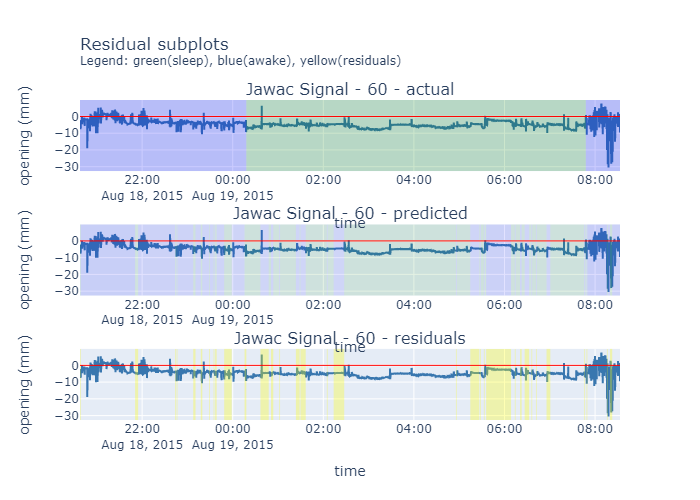 Residual subplots
Legend: green(sleep), blue(awake), yellow(residuals)
Jawac Signal - 60 - actual
opening (mm)
0
−10
−20
−30
22:00 00:00 02:00 04:00 06:00 08:00
Aug 18, 2015 Aug 19, 2015
time
Jawac Signal - 60 - predicted
opening (mm)
0
−10
−20
−30
22:00 00:00 02:00 04:00 06:00 08:00
Aug 18, 2015 Aug 19, 2015
time
Jawac Signal - 60 - residuals
opening (mm)
0
−10
−20
−30
22:00 00:00 02:00 04:00 06:00 08:00
Aug 18, 2015 Aug 19, 2015
time